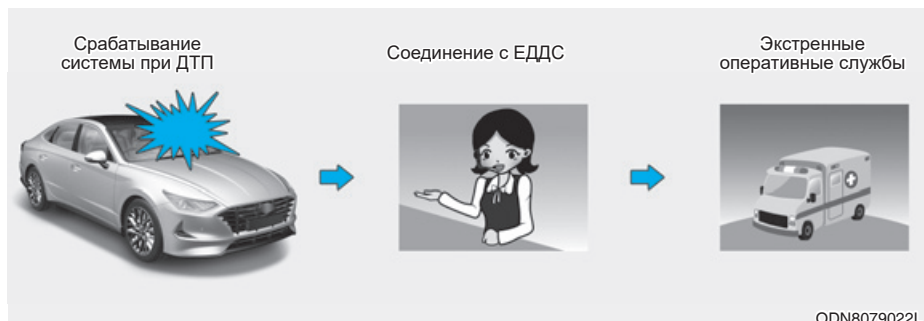 Срабатывание
системы при ДТП
Соединение с ЕДДС
Экстренные
оперативные службы
ODN8079022L